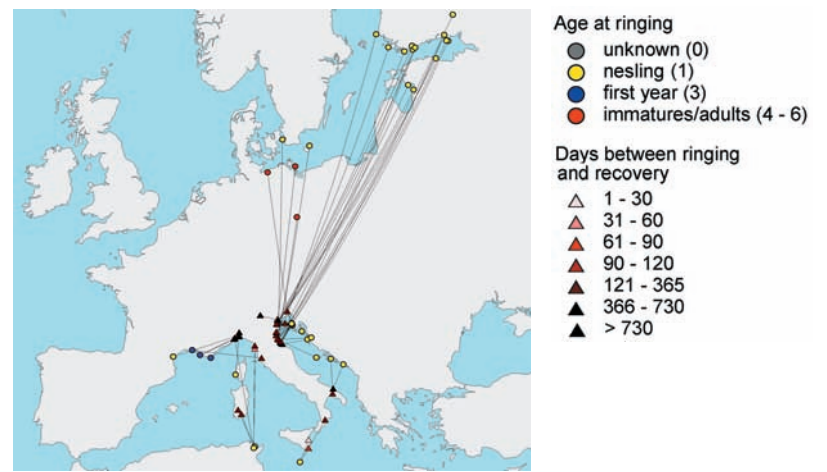 Age at ringing
unknown (0)
nesling (1)
first year (3)
immatures/adults (4 - 6)
Days between ringing
and recovery
1 - 30
31 - 60
61 - 90
90 - 120
121 - 365
366 - 730
> 730